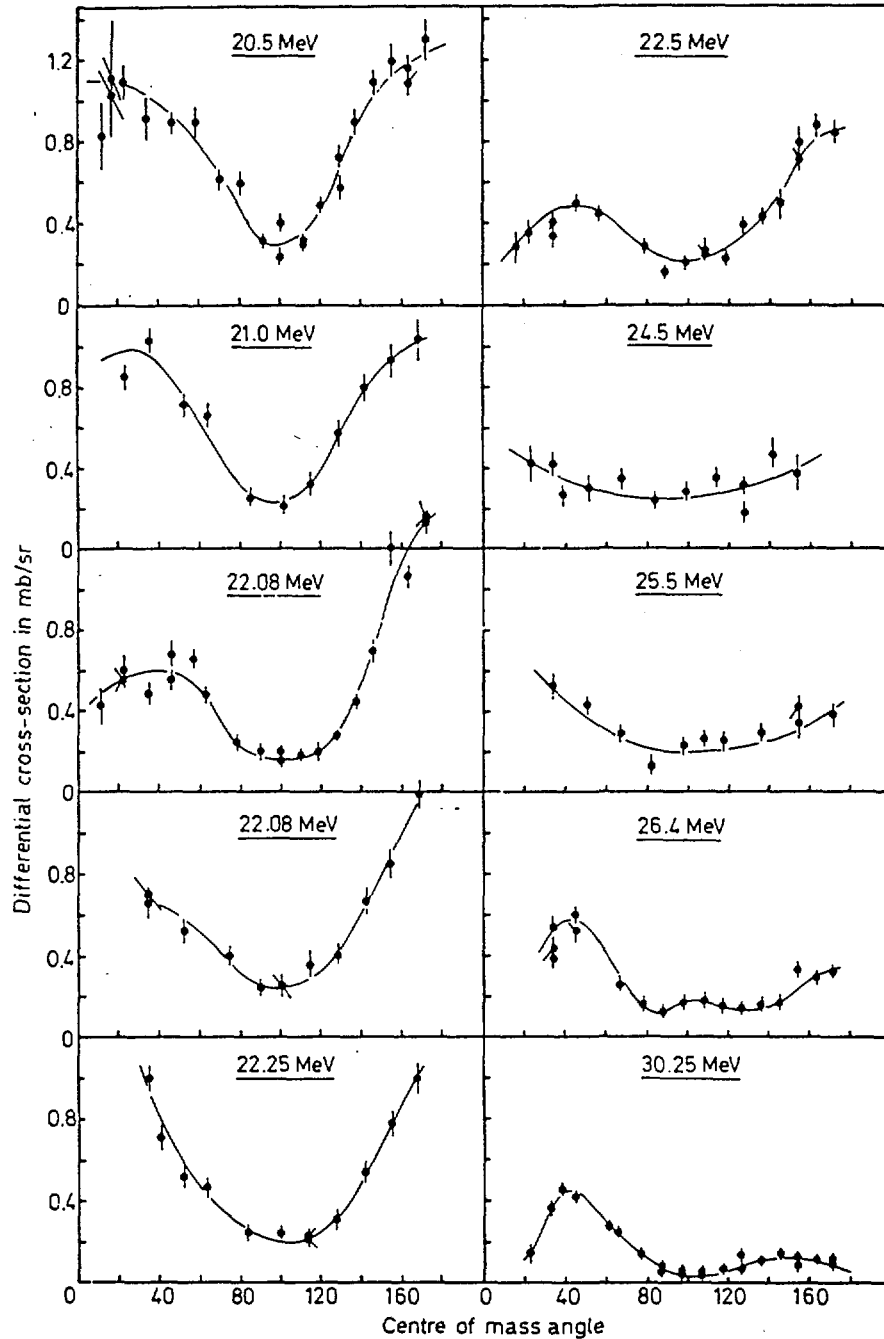 20.5 MeV
22.5 MeV
1.2
0.8
0.4
0
21.0 MeV
24.5 MeV
0.8
0.4
0
22.08 MeV
25.5 MeV
0.8
0.4
0
22.08 MeV
26.4 MeV
0.8
0.4
0
22.25 MeV
30.25 MeV
0.8
0.4
0
0 40 80 120 160 0 40 80 120 160
Centre of mass angle
Differential cross-section in mb/sr